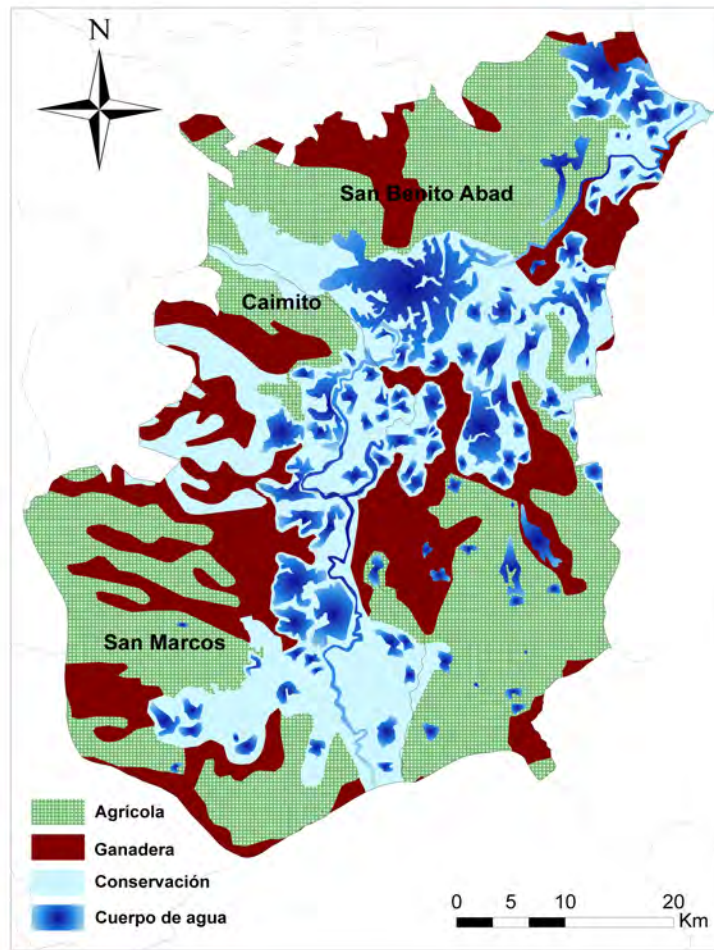 N
San Benito Abad
Caimito
San Marcos
Agrícola
Ganadera
Conservación
Cuerpo de agua
0 5 10 20
Km